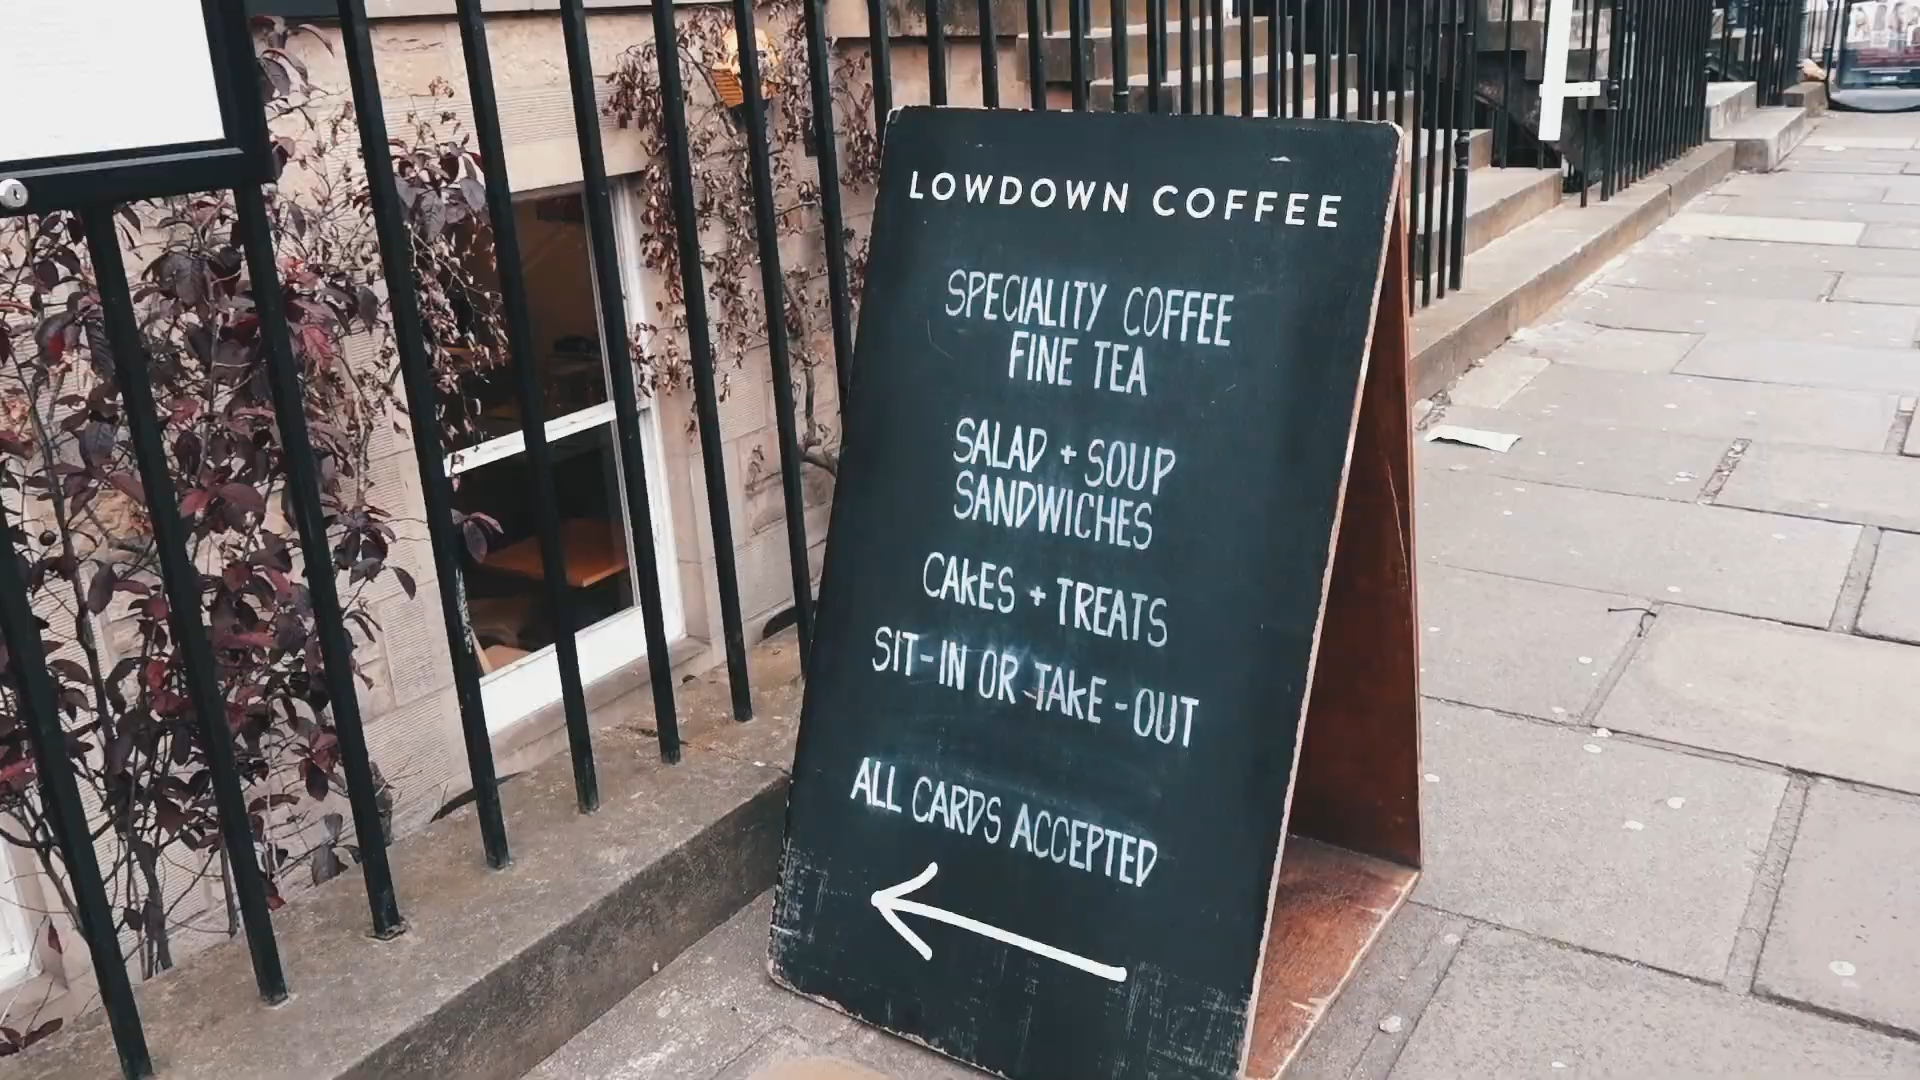 LOWDOWN COFFEE
SPECIALITY COFFEE
FINE TEA
SALAD + SOUP
SANDWICHES
CAKES + TREATS
SIT-IN OR TAKE-OUT
ALL CARDS ACCEPTED